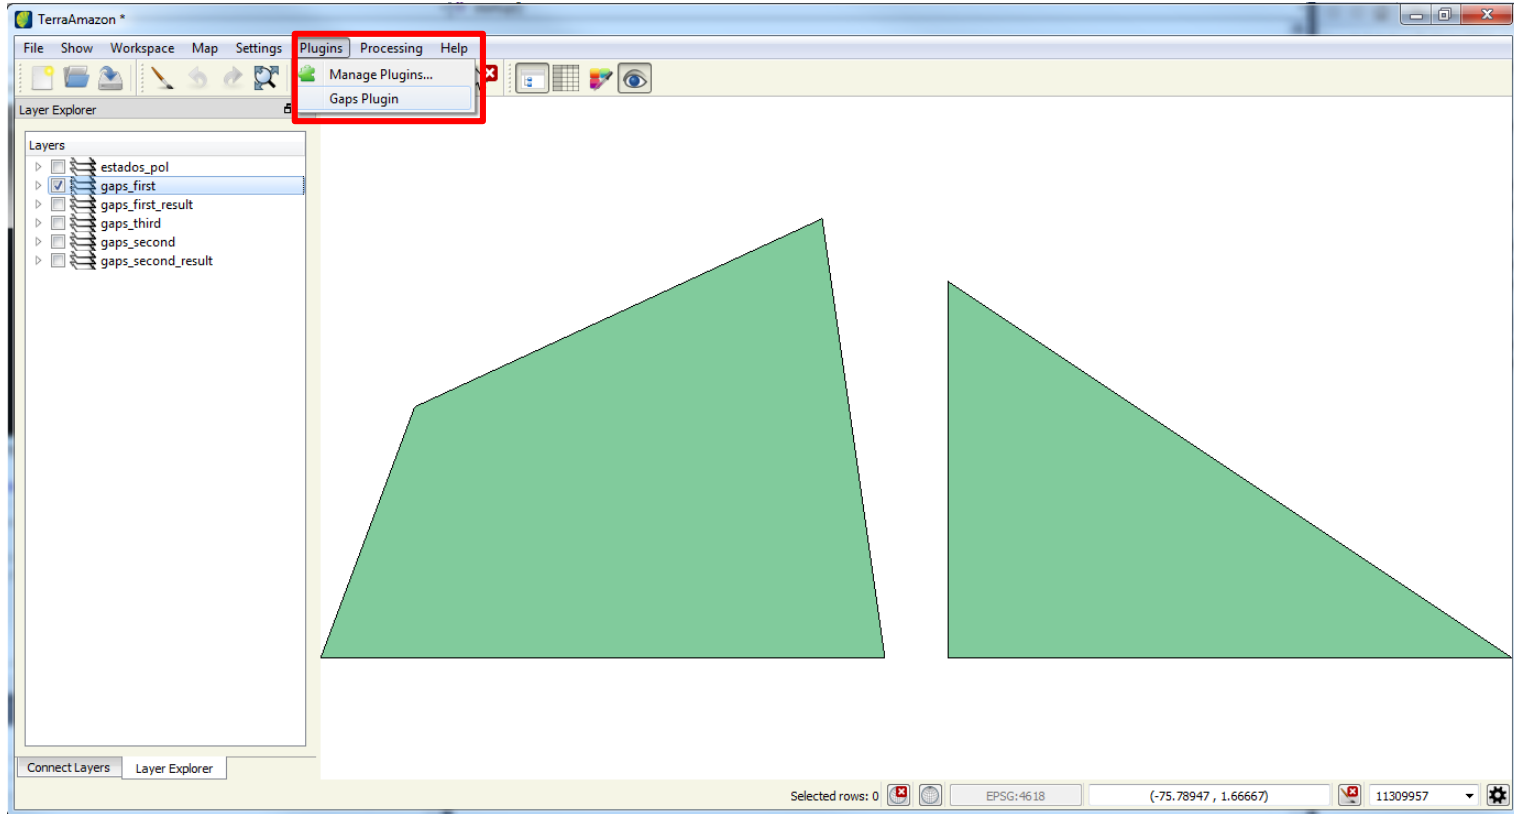 TerraAmazon *
File Show Workspace Map Settings Plugins Processing Help
Manage Plugins...
Gaps Plugin
Layer Explorer
Layers
estados_pol
gaps_first
gaps_first_result
gaps_third
gaps_second
gaps_second_result
Connect Layers Layer Explorer
Selected rows: 0 EPSG:4618 (-75.78947 , 1.66667) 11309957